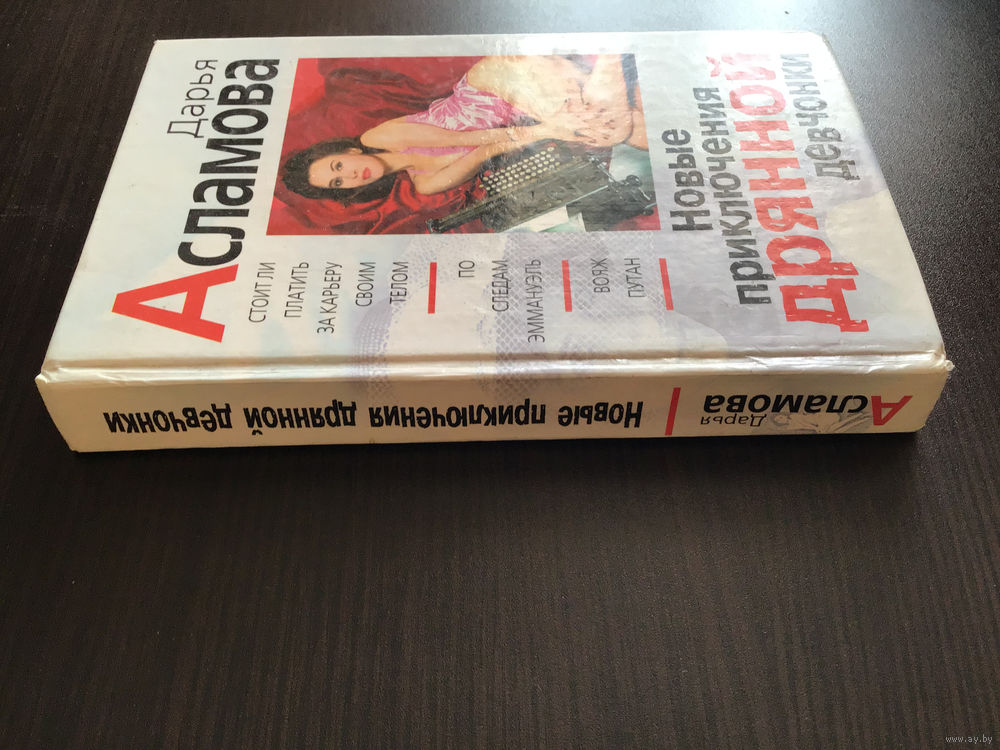 Дарья
Асламова
СТОИТ ЛИ
ПЛАТИТЬ
ЗА КАРЬЕРУ
СВОИМ
ТЕЛОМ
ПО
СЛЕДАМ
ЭММАНУЭЛЬ
ВОЯЖ
ПУТАН
Новые
приключения
дрянной
девчонки
Дарья
Асламова
Новые приключения дрянной девчонки
www.ay.by